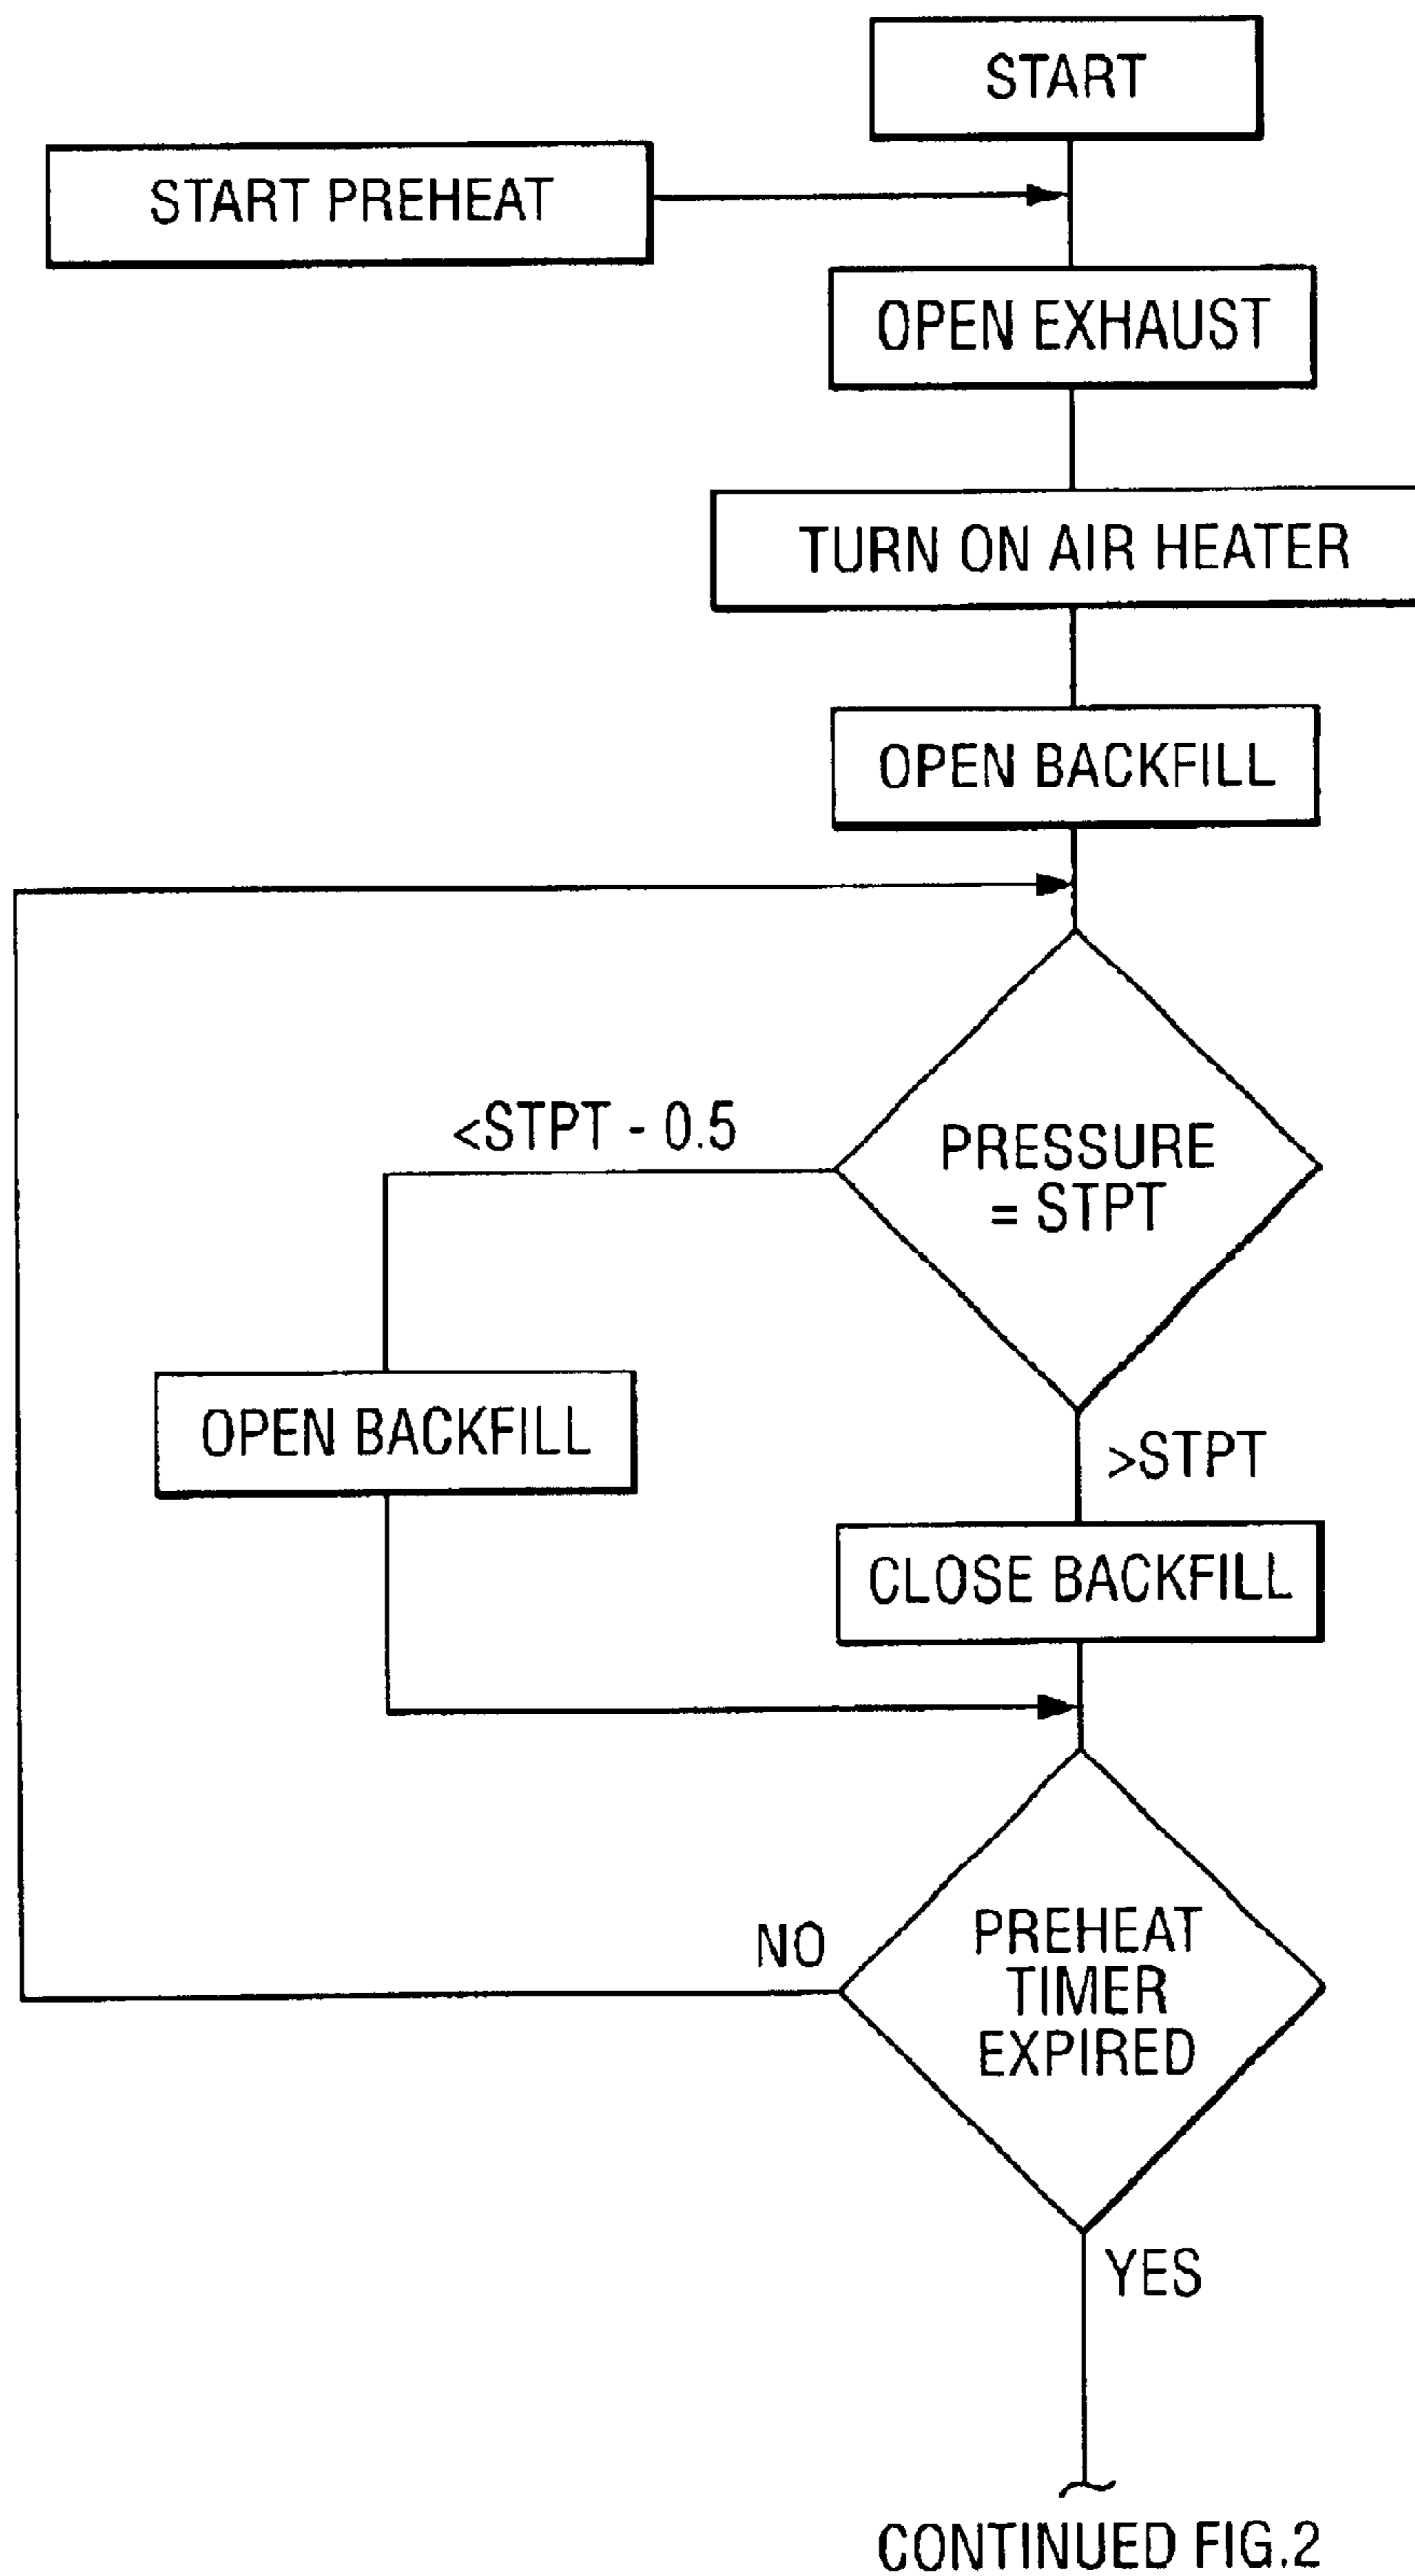 START
START PREHEAT
OPEN EXHAUST
TURN ON AIR HEATER
OPEN BACKFILL
<STPT - 0.5
PRESSURE
= STPT
OPEN BACKFILL
>STPT
CLOSE BACKFILL
NO
PREHEAT
TIMER
EXPIRED
YES
CONTINUED FIG.2